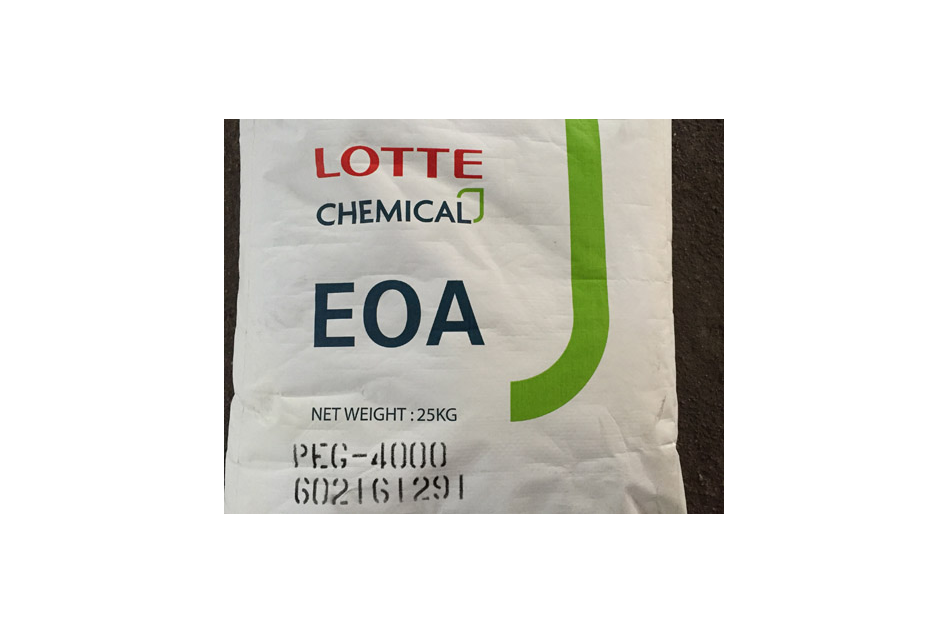 LOTTE
CHEMICAL
EOA
NET WEIGHT : 25KG
PEG-4000
602161291